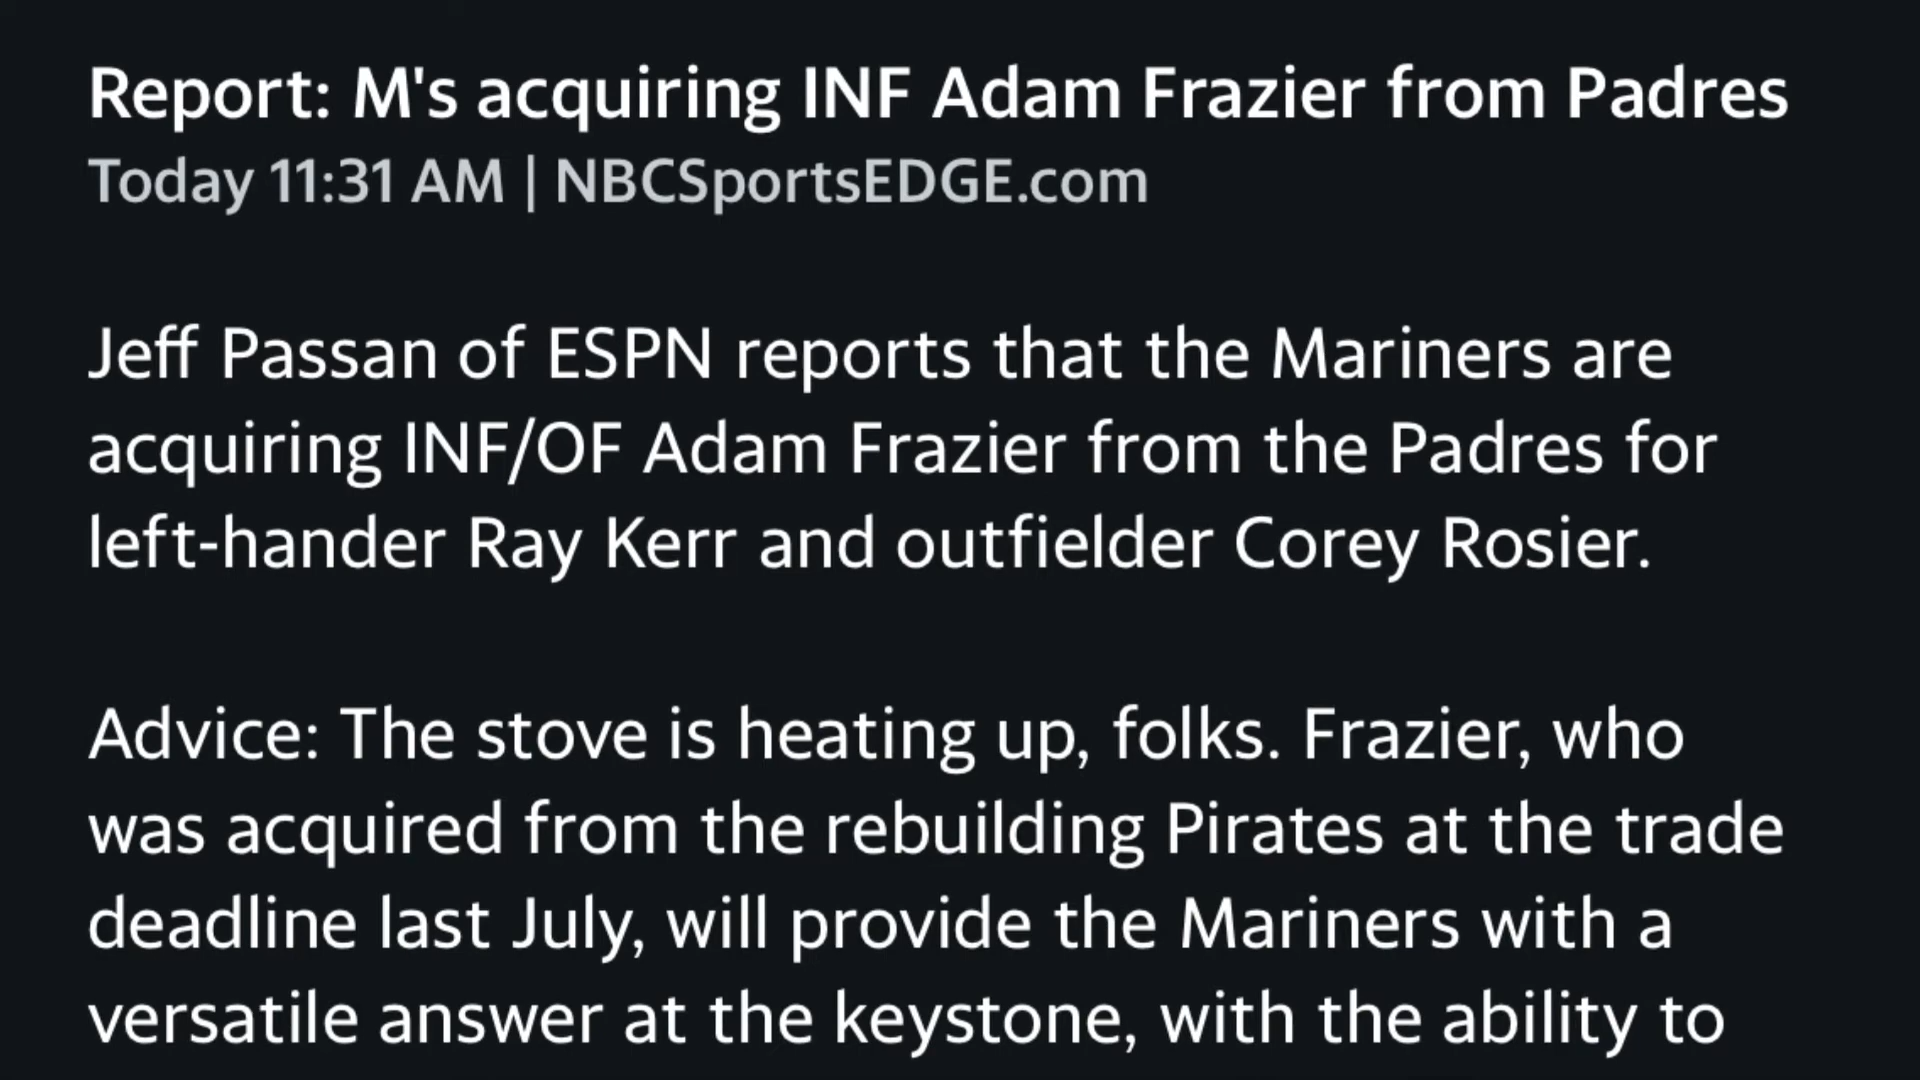 Report: M's acquiring INF Adam Frazier from Padres
Today 11:31 AM | NBCSportsEDGE.com
Jeff Passan of ESPN reports that the Mariners are
acquiring INF/OF Adam Frazier from the Padres for
left-hander Ray Kerr and outfielder Corey Rosier.
Advice: The stove is heating up, folks. Frazier, who
was acquired from the rebuilding Pirates at the trade
deadline last July, will provide the Mariners with a
versatile answer at the keystone, with the ability to